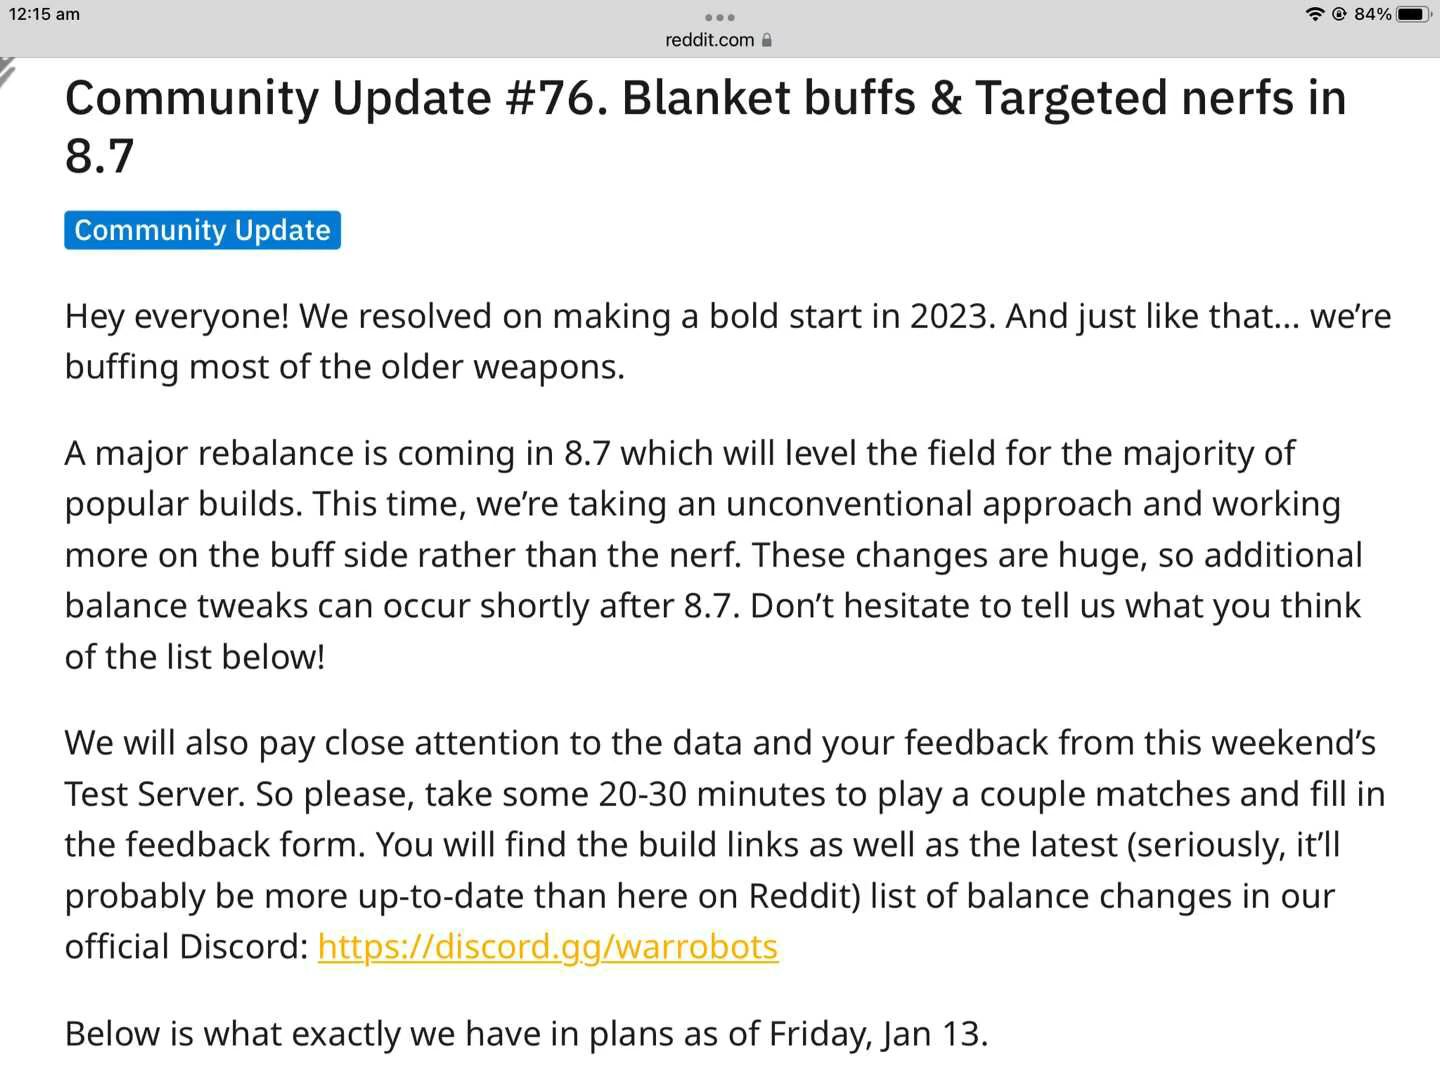 12:15 am
84%
reddit.com
Community Update #76. Blanket buffs & Targeted nerfs in
8.7
Community Update
Hey everyone! We resolved on making a bold start in 2023. And just like that... we’re
buffing most of the older weapons.
A major rebalance is coming in 8.7 which will level the field for the majority of
popular builds. This time, we’re taking an unconventional approach and working
more on the buff side rather than the nerf. These changes are huge, so additional
balance tweaks can occur shortly after 8.7. Don’t hesitate to tell us what you think
of the list below!
We will also pay close attention to the data and your feedback from this weekend’s
Test Server. So please, take some 20-30 minutes to play a couple matches and fill in
the feedback form. You will find the build links as well as the latest (seriously, it’ll
probably be more up-to-date than here on Reddit) list of balance changes in our
official Discord: https://discord.gg/warrobots
Below is what exactly we have in plans as of Friday, Jan 13.